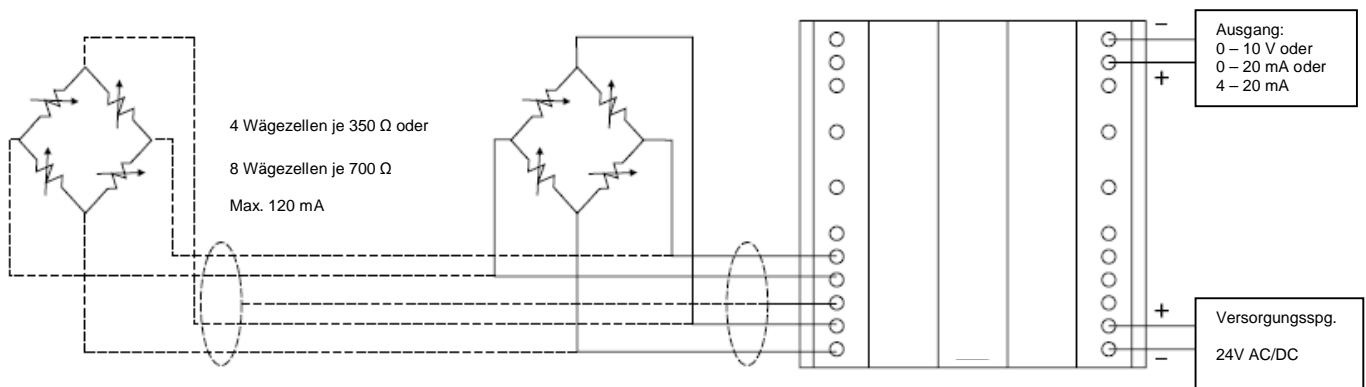 4 Wägezellen je 350 Ω oder
8 Wägezellen je 700 Ω
Max. 120 mA
–
+
Ausgang:
0 – 10 V oder
0 – 20 mA oder
4 – 20 mA
+
–
Versorgungsspg.
24V AC/DC